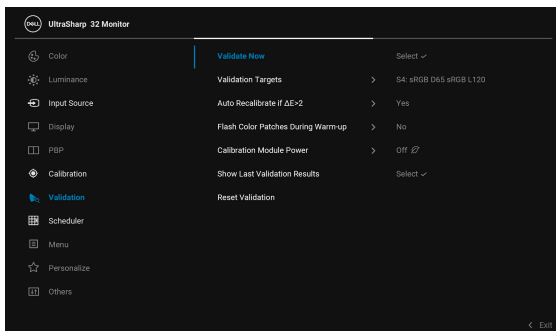 DELL UltraSharp 32 Monitor
Color
Luminance
Input Source
Display
PBP
Calibration
Validation
Scheduler
Menu
Personalize
Others
Validate Now Select ✓
Validation Targets > S4: sRGB D65 sRGB L120
Auto Recalibrate if ΔE>2 > Yes
Flash Color Patches During Warm-up > No
Calibration Module Power > Off
Show Last Validation Results Select ✓
Reset Validation
< Exit